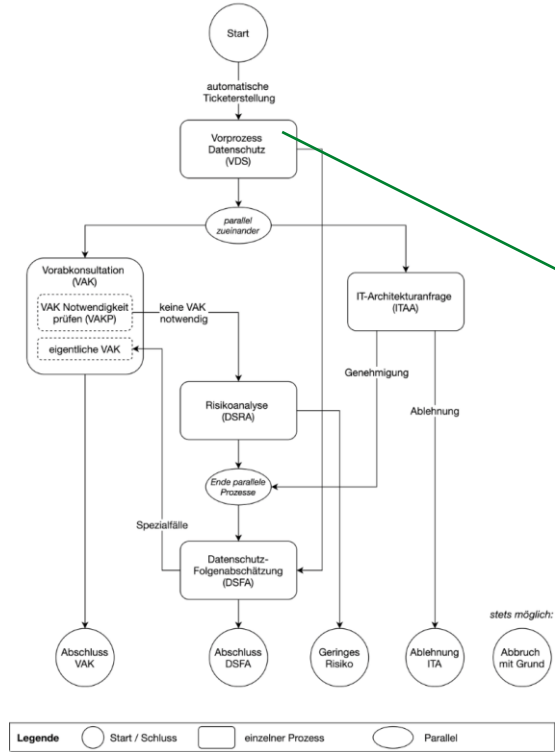 Start
automatische
Ticketerstellung
Vorprozess
Datenschutz
(VDS)
parallel
zueinander
Vorabkonsultation
(VAK)
VAK Notwendigkeit
prüfen (VAKP)
eigentliche VAK
keine VAK
notwendig
IT-Architekturanfrage
(ITAA)
Genehmigung
Ablehnung
Risikoanalyse
(DSRA)
Ende parallele
Prozesse
Spezialfälle
Datenschutz-
Folgenabschätzung
(DSFA)
stets möglich:
Abschluss
VAK
Abschluss
DSFA
Geringes
Risiko
Ablehnung
ITA
Abbruch
mit Grund
Legende
Start / Schluss
einzelner Prozess
Parallel